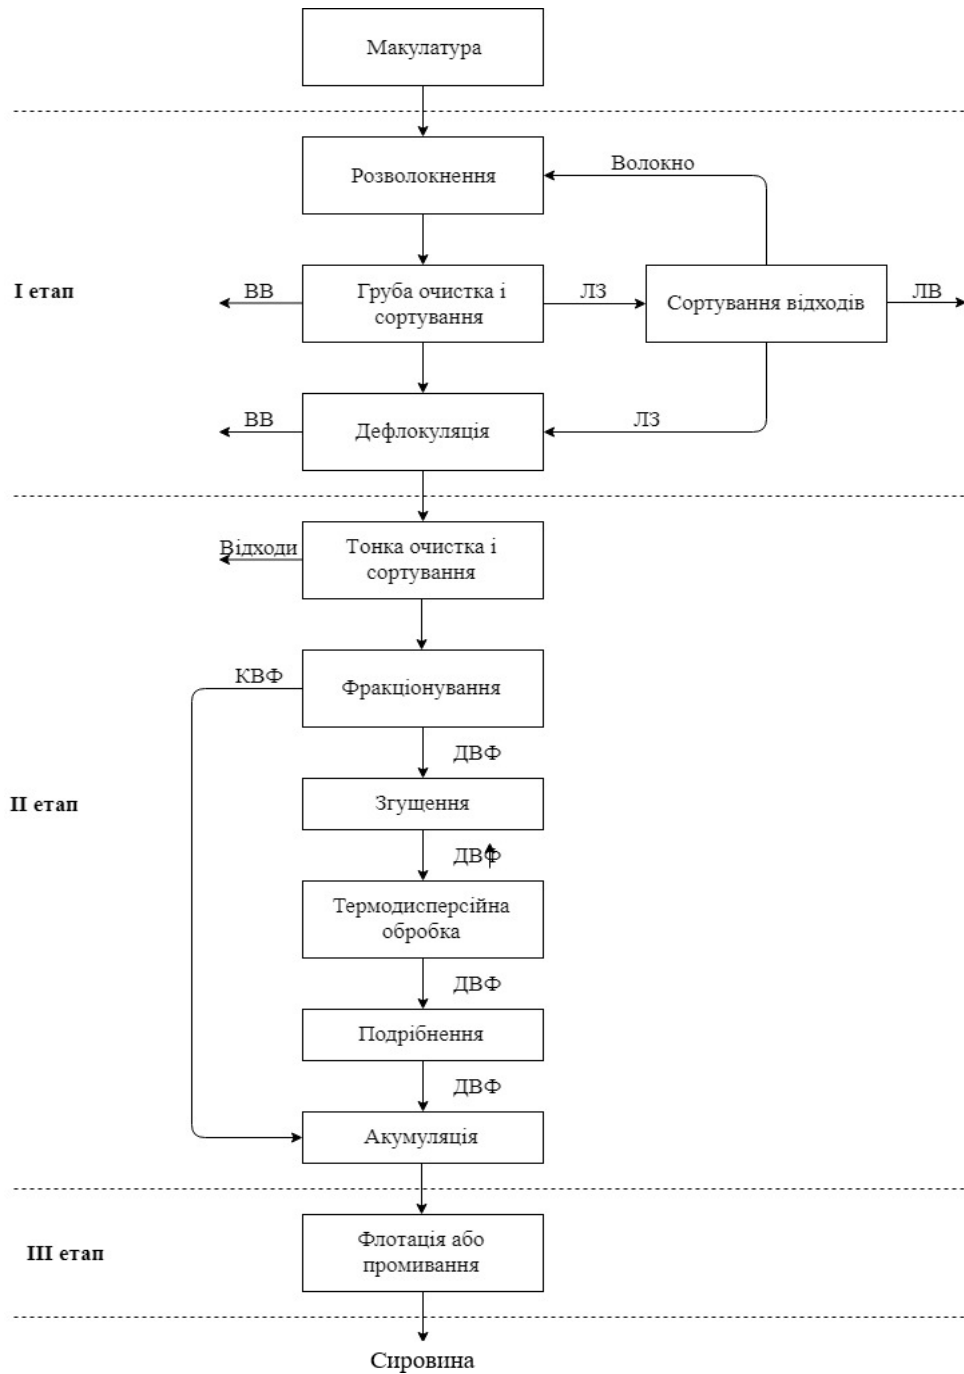 Макулатура
Розволокнення
Волокно
І етап
ВВ
Груба очистка і
сортування
ЛЗ
Сортування відходів
ЛВ
ВВ
Дефлокуляція
ЛЗ
Відходи
Тонка очистка і
сортування
КВФ
Фракціонування
ДВФ
ІІ етап
Згущення
ДВФ
Термодисперсійна
обробка
ДВФ
Подрібнення
ДВФ
Акумуляція
ІІІ етап
Флотація або
промивання
Сировина